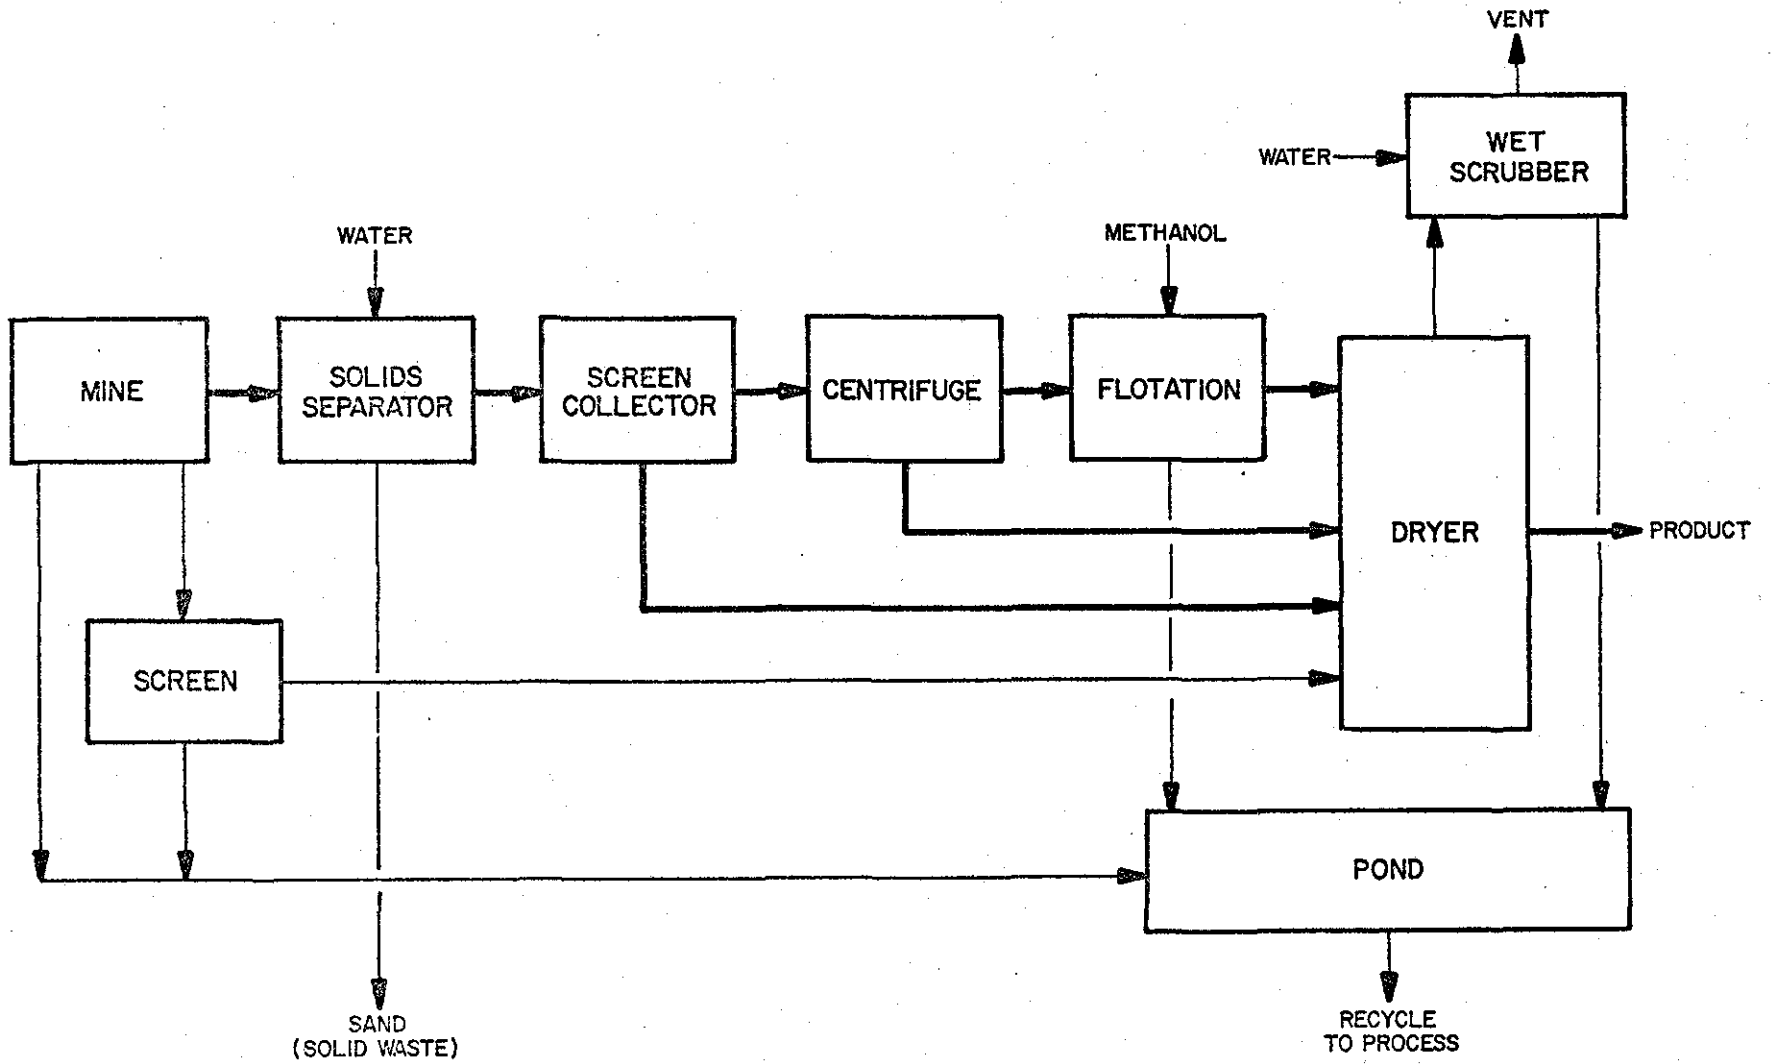 VENT
WET
SCRUBBER
WATER
WATER
METHANOL
MINE
SOLIDS
SEPARATOR
SCREEN
COLLECTOR
CENTRIFUGE
FLOTATION
DRYER
PRODUCT
SCREEN
POND
SAND
(SOLID WASTE)
RECYCLE
TO PROCESS